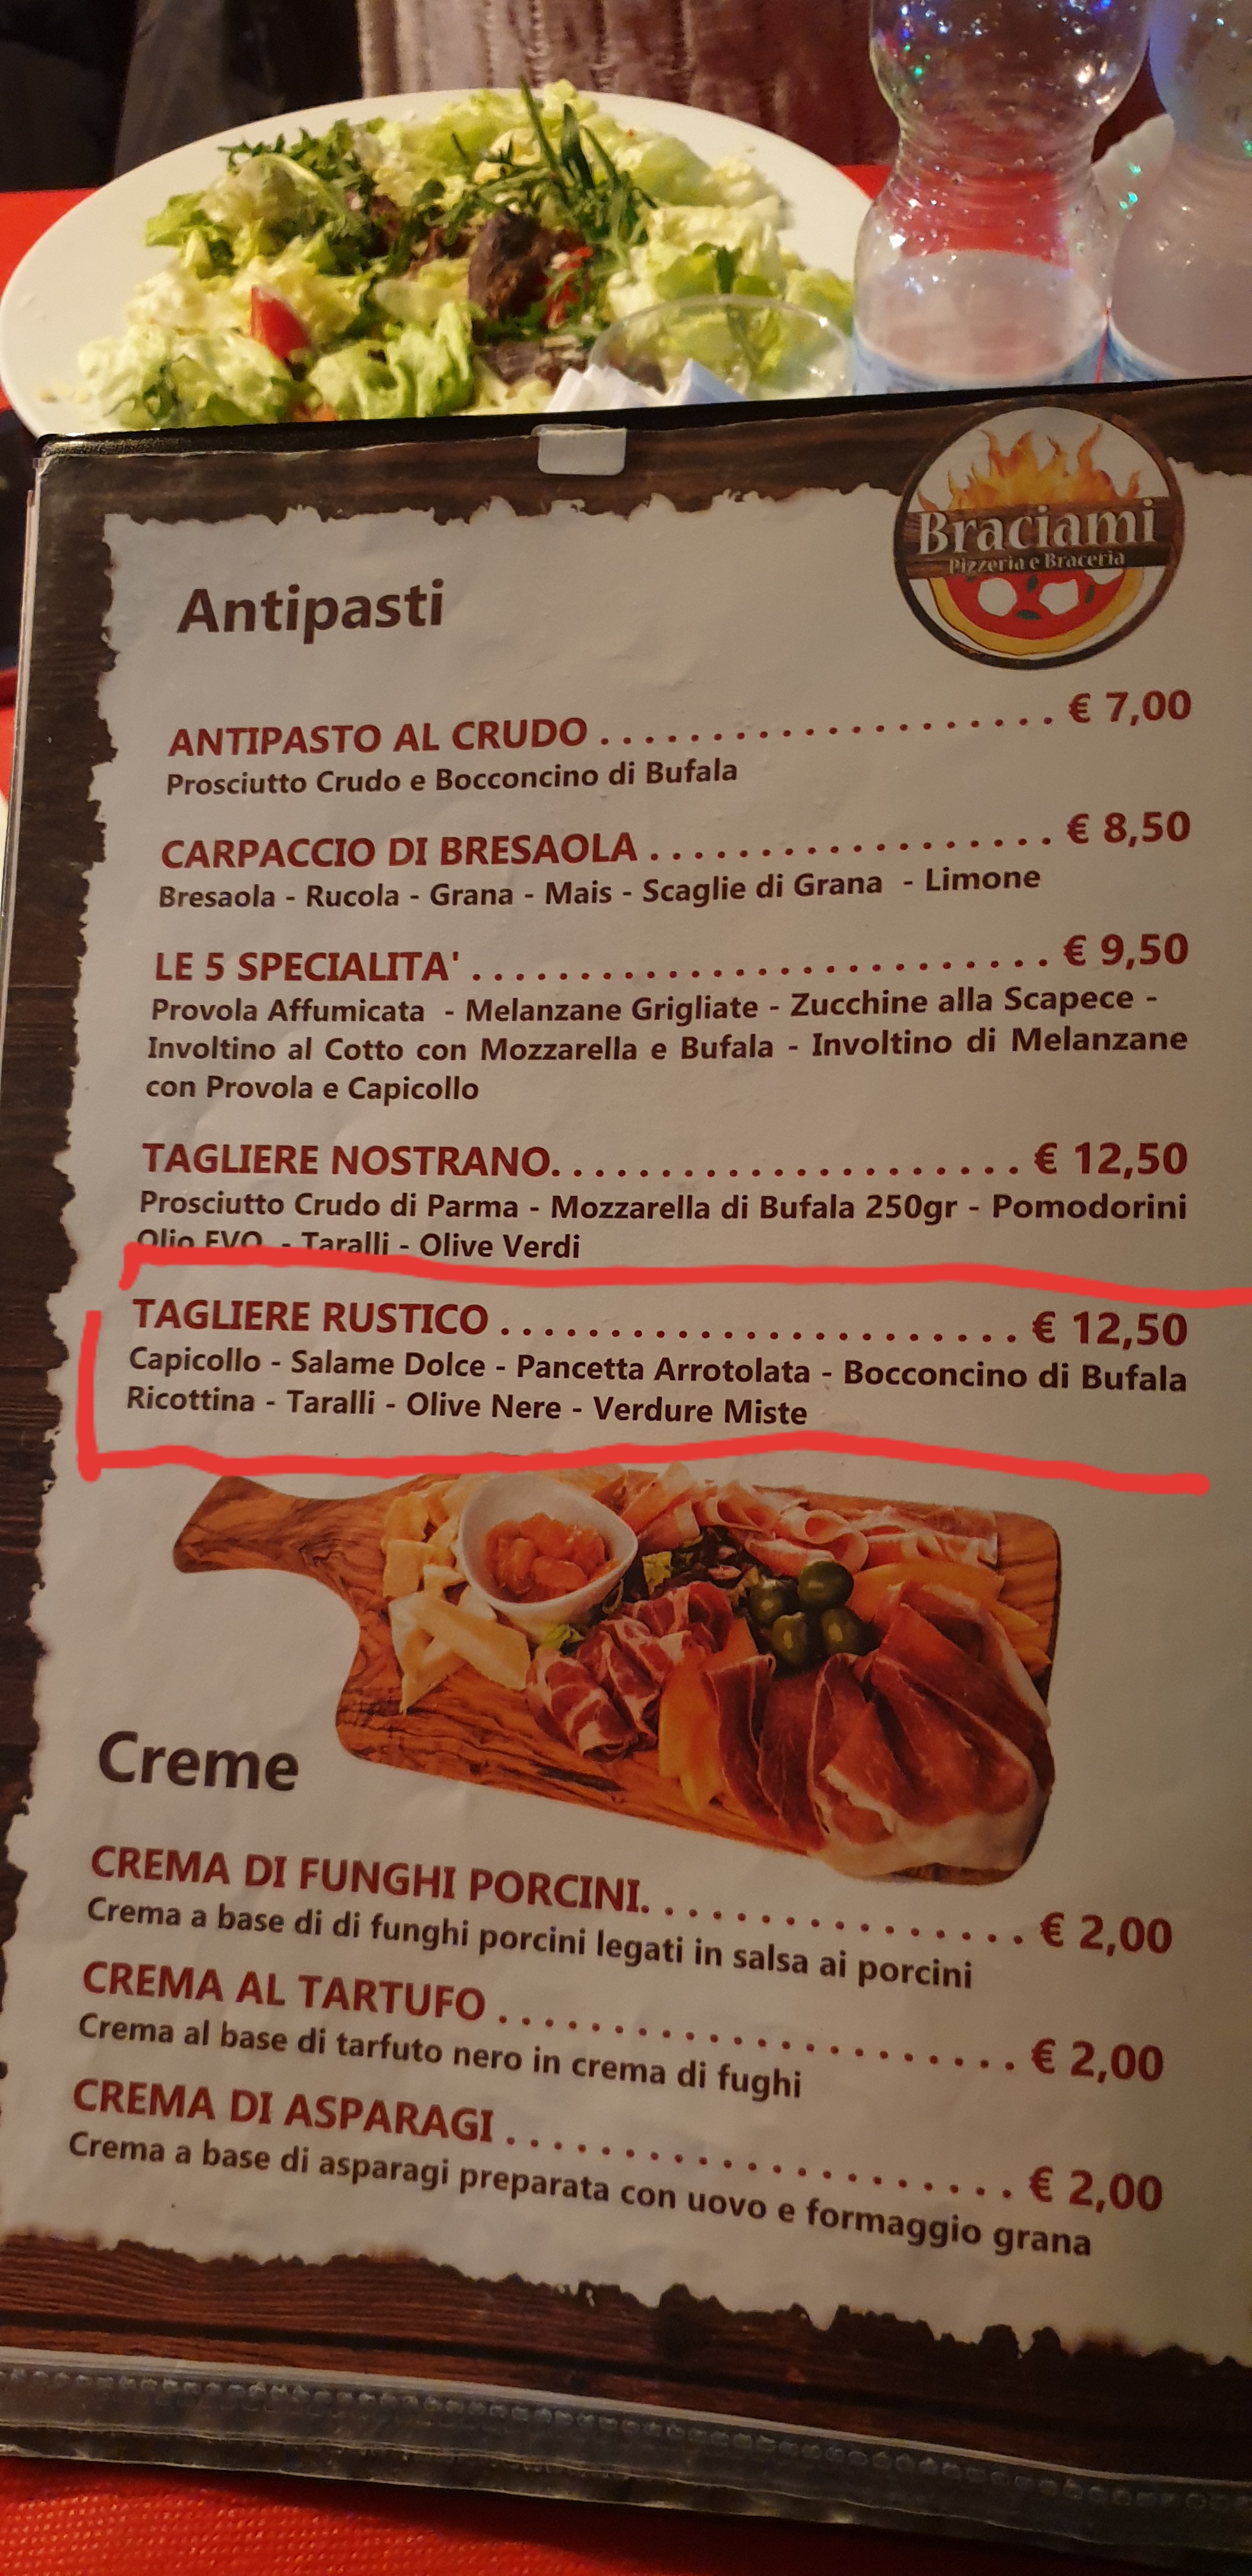 Braciami
Pizzeria e Braceria
Antipasti
ANTIPASTO AL CRUDO . . . . . . . . . . . . . . . . . . . . € 7,00
Prosciutto Crudo e Bocconcino di Bufala
CARPACCIO DI BRESAOLA . . . . . . . . . . . . . . . . . € 8,50
Bresaola - Rucola - Grana - Mais - Scaglie di Grana - Limone
LE 5 SPECIALITA' . . . . . . . . . . . . . . . . . . . . . . . . . € 9,50
Provola Affumicata - Melanzane Grigliate - Zucchine alla Scapece -
Involtino al Cotto con Mozzarella e Bufala - Involtino di Melanzane
con Provola e Capicollo
TAGLIERE NOSTRANO. . . . . . . . . . . . . . . . . . . . . € 12,50
Prosciutto Crudo di Parma - Mozzarella di Bufala 250gr - Pomodorini
Olio EVO - Taralli - Olive Verdi
TAGLIERE RUSTICO . . . . . . . . . . . . . . . . . . . . . . . € 12,50
Capicollo - Salame Dolce - Pancetta Arrotolata - Bocconcino di Bufala
Ricottina - Taralli - Olive Nere - Verdure Miste
Creme
CREMA DI FUNGHI PORCINI. . . . . . . . . . . . . . . . . € 2,00
Crema a base di di funghi porcini legati in salsa ai porcini
CREMA AL TARTUFO . . . . . . . . . . . . . . . . . . . . . . € 2,00
Crema al base di tarfuto nero in crema di fughi
CREMA DI ASPARAGI . . . . . . . . . . . . . . . . . . . . . € 2,00
Crema a base di asparagi preparata con uovo e formaggio grana